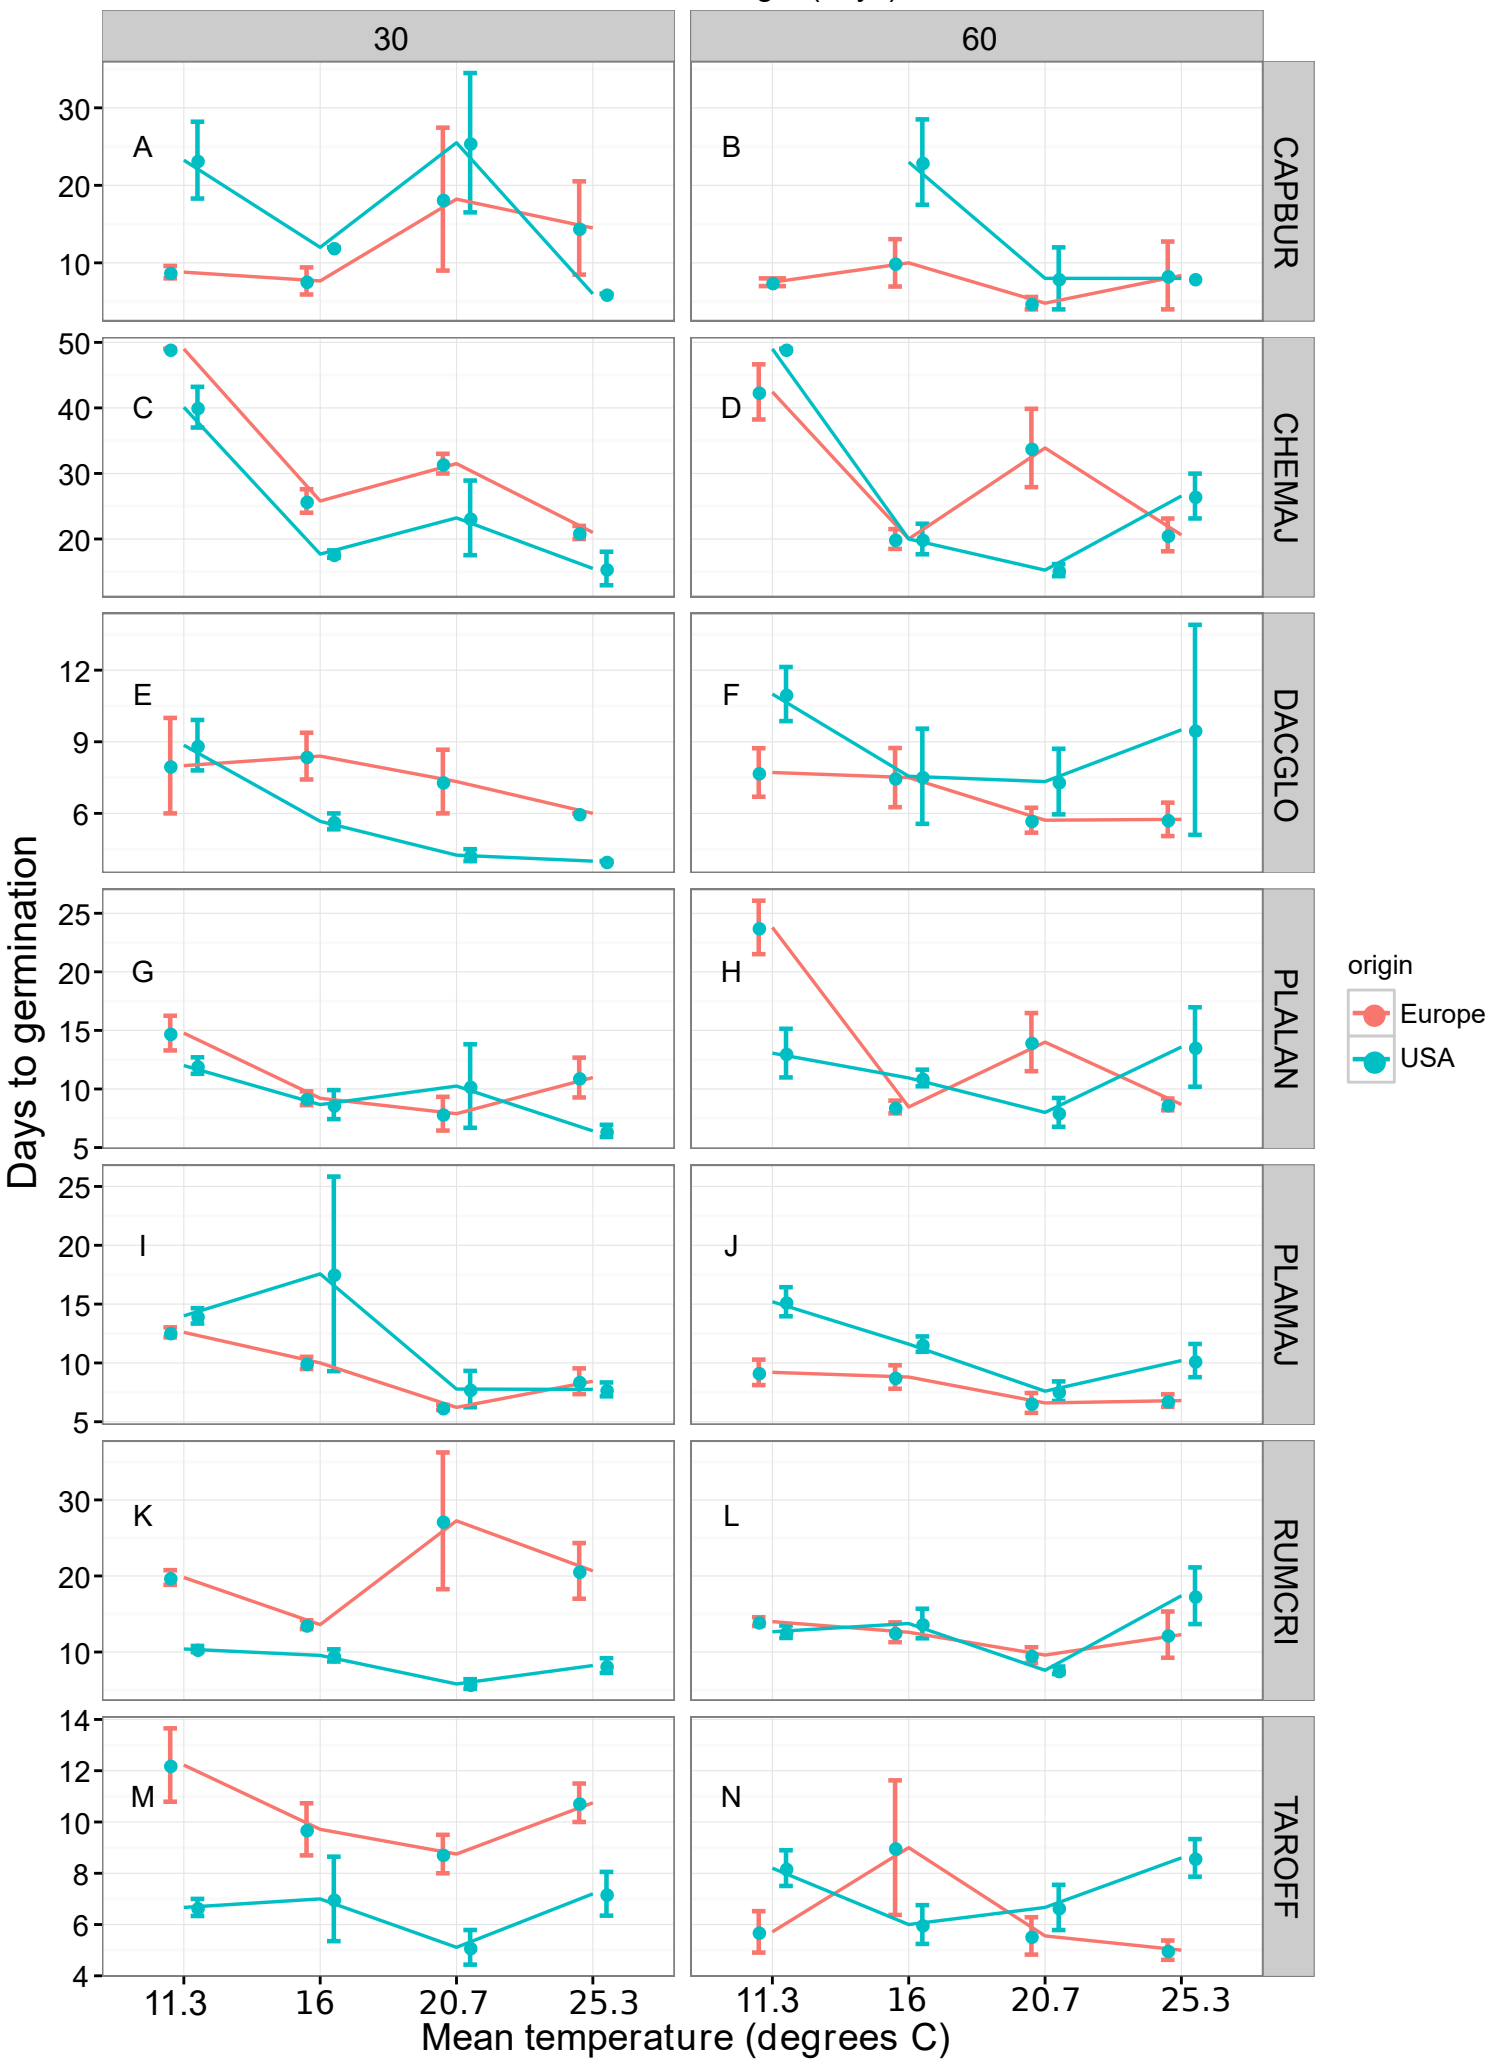 30 60
30 A B CAPBUR
20
10
50 C D CHEMAJ
40
30
20
12 E F DACGLO
9
6
25 G H PLALAN
20
15
10
5
25 I J PLAMAJ
20
15
10
5
30 K L RUMCRI
20
10
14 M N TAROFF
12
10
8
6
4
11.3 16 20.7 25.3 11.3 16 20.7 25.3
Mean temperature (degrees C)
Days to germination
origin
Europe
USA